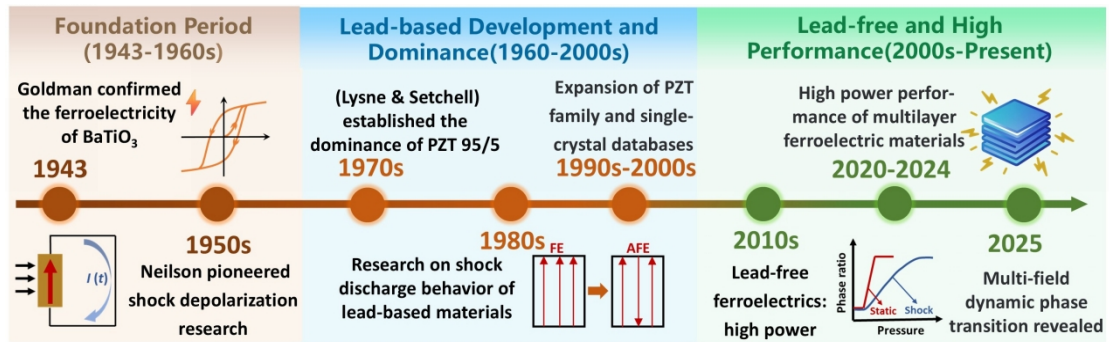 Foundation Period
(1943-1960s)
Goldman confirmed
the ferroelectricity
of BaTiO₃
1943
I (t)
1950s
Neilson pioneered
shock depolarization
research
Lead-based Development and
Dominance(1960-2000s)
(Lysne & Setchell)
established the
dominance of PZT 95/5
1970s
Expansion of PZT
family and single-
crystal databases
1990s-2000s
1980s
Research on shock
discharge behavior of
lead-based materials
FE
AFE
Lead-free and High
Performance(2000s-Present)
High power perfor-
mance of multilayer
ferroelectric materials
2020-2024
2010s
Lead-free
ferroelectrics:
high power
Phase ratio
Static
Shock
Pressure
2025
Multi-field
dynamic phase
transition revealed